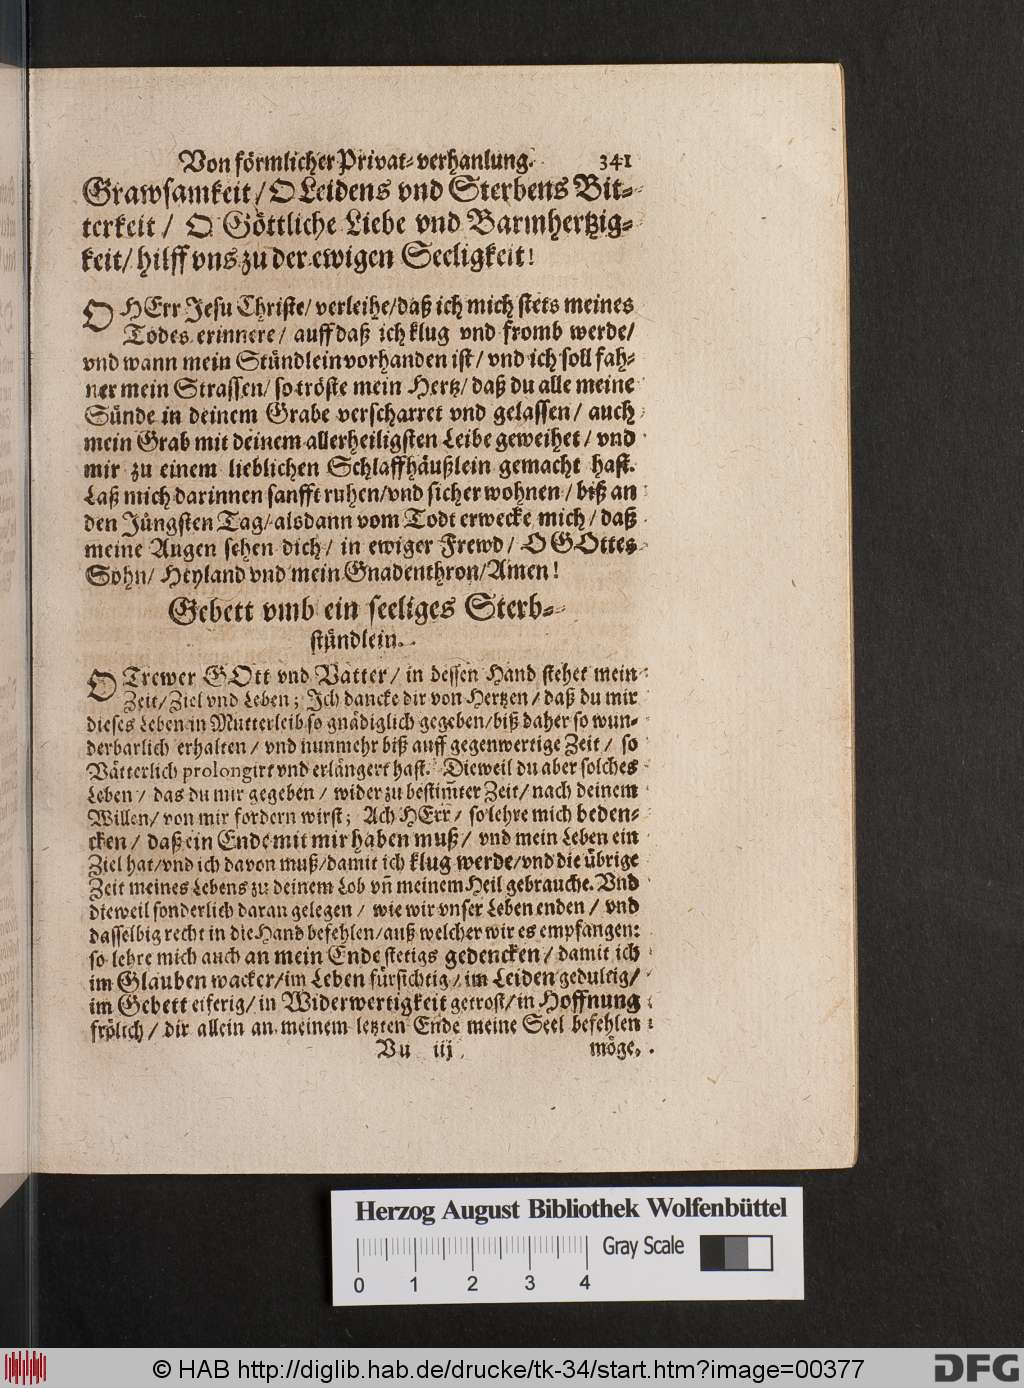 Von förmlicher Privat-verhanlung. 341
Grawsamkeit / O Leidens vnd Sterbens Bit-
terkeit / O Göttliche Liebe vnd Barmhertzig-
keit / hilff vns zu der ewigen Seeligkeit!
O HErr Jesu Christe / verleihe / daß ich mich stets meines
Todes erinnere / auff daß ich klug vnd fromb werde /
vnd wann mein Stündlein vorhanden ist / vnd ich soll fah-
ner mein Strassen / so tröste mein Hertz / daß du alle meine
Sünde in deinem Grabe verscharret vnd gelassen / auch
mein Grab mit deinem allerheiligsten Leibe geweihet / vnd
mir zu einem lieblichen Schlaffhäußlein gemacht hast.
Laß mich darinnen sanfft ruhen / vnd sicher wohnen / biß an
den Jüngsten Tag / alsdann vom Todt erwecke mich / daß
meine Augen sehen dich / in ewiger Frewd / O GOttes
Sohn / Heyland vnd mein Gnadenthron / Amen!
Gebett vmb ein seeliges Sterb-
stündlein.
O Trewer GOtt vnd Vatter / in dessen Hand stehet mein
Zeit / Ziel vnd Leben; Ich dancke dir von Hertzen / daß du mir
dieses Leben in Mutterleib so gnädiglich gegeben / biß daher so wun-
derbarlich erhalten / vnd nunmehr biß auff gegenwertige Zeit / so
Vätterlich prolongirt vnd erlängert hast. Dieweil du aber solches
Leben / das du mir gegeben / wider zu bestim̃ter Zeit / nach deinem
Willen / von mir fordern wirst; Ach HErr / so lehre mich beden-
cken / daß ein Ende mit mir haben muß / vnd mein Leben ein
Ziel hat / vnd ich davon muß / damit ich klug werde / vnd die übrige
Zeit meines Lebens zu deinem Lob vñ meinem Heil gebrauche. Vnd
dieweil sonderlich daran gelegen / wie wir vnser Leben enden / vnd
dasselbig recht in die Hand befehlen / auß welcher wir es empfangen:
so lehre mich auch an mein Ende stetigs gedencken / damit ich
im Glauben wacker / im Leben fürsichtig / im Leiden gedultig /
im Gebett eiferig / in Widerwertigkeit getrost / in Hoffnung
frölich / dir allein an meinem letzten Ende meine Seel befehlen
Vu iij möge,
Herzog August Bibliothek Wolfenbüttel
Gray Scale
0 1 2 3 4
© HAB http://diglib.hab.de/drucke/tk-34/start.htm?image=00377
DFG